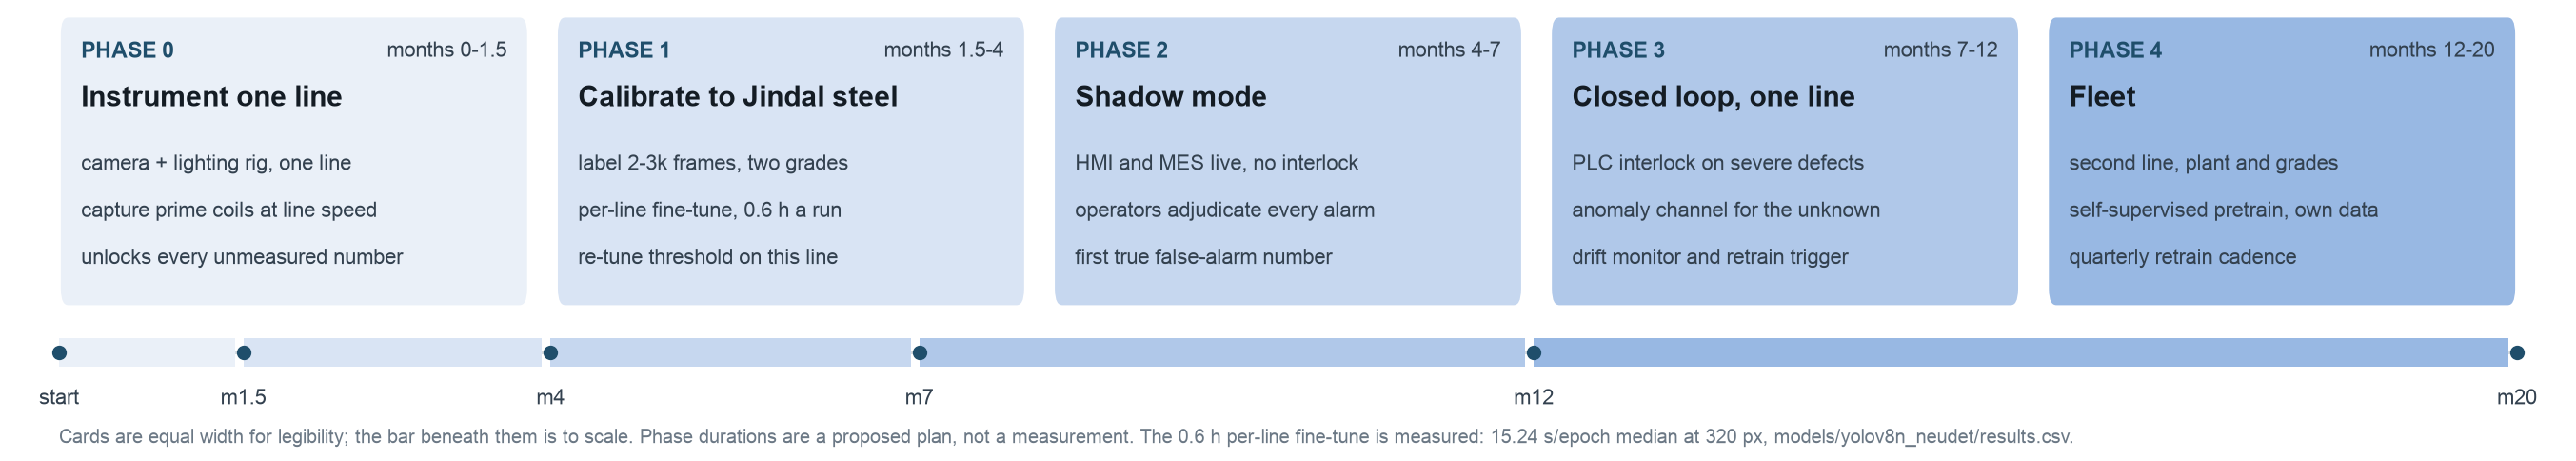 PHASE 0 months 0-1.5
Instrument one line
camera + lighting rig, one line
capture prime coils at line speed
unlocks every unmeasured number
PHASE 1 months 1.5-4
Calibrate to Jindal steel
label 2-3k frames, two grades
per-line fine-tune, 0.6 h a run
re-tune threshold on this line
PHASE 2 months 4-7
Shadow mode
HMI and MES live, no interlock
operators adjudicate every alarm
first true false-alarm number
PHASE 3 months 7-12
Closed loop, one line
PLC interlock on severe defects
anomaly channel for the unknown
drift monitor and retrain trigger
PHASE 4 months 12-20
Fleet
second line, plant and grades
self-supervised pretrain, own data
quarterly retrain cadence
start m1.5 m4 m7 m12 m20
Cards are equal width for legibility; the bar beneath them is to scale. Phase durations are a proposed plan, not a measurement. The 0.6 h per-line fine-tune is measured: 15.24 s/epoch median at 320 px, models/yolov8n_neudet/results.csv.